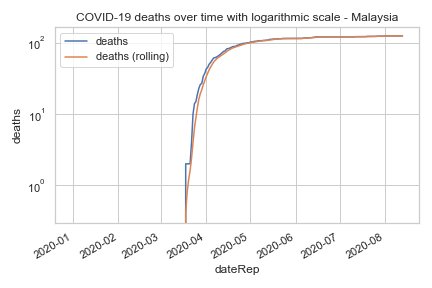 COVID-19 deaths over time with logarithmic scale - Malaysia
deaths
deaths (rolling)
10²
10¹
10⁰
deaths
2020-01
2020-02
2020-03
2020-04
2020-05
2020-06
2020-07
2020-08
dateRep